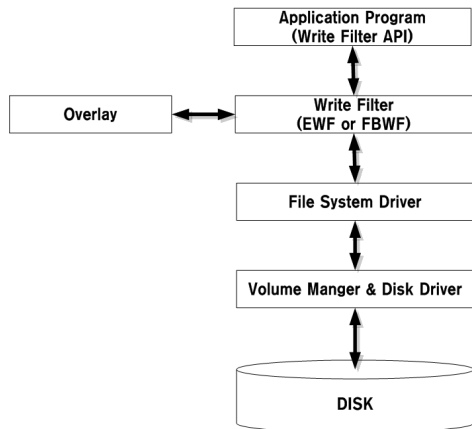 Application Program
(Write Filter API)
Overlay
Write Filter
(EWF or FBWF)
File System Driver
Volume Manger & Disk Driver
DISK